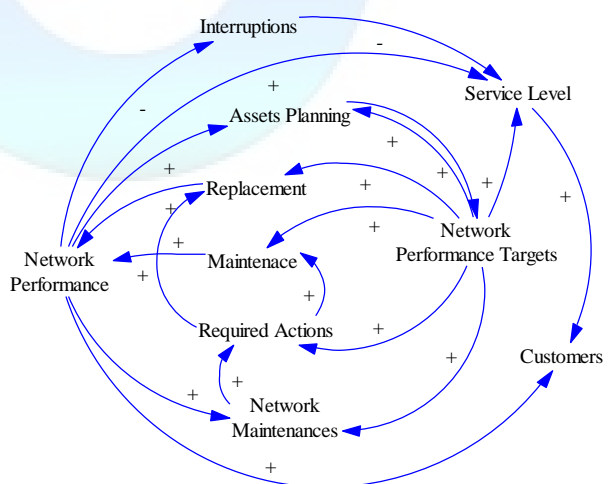 Interruptions
-
+
Service Level
-
Assets Planning
+
+
+
+
+
Replacement
+
+
+
Network
Performance Targets
+
+
Network
Performance
Maintenace
+
+
Required Actions
+
+
Customers
+
+
Network
Maintenances
+